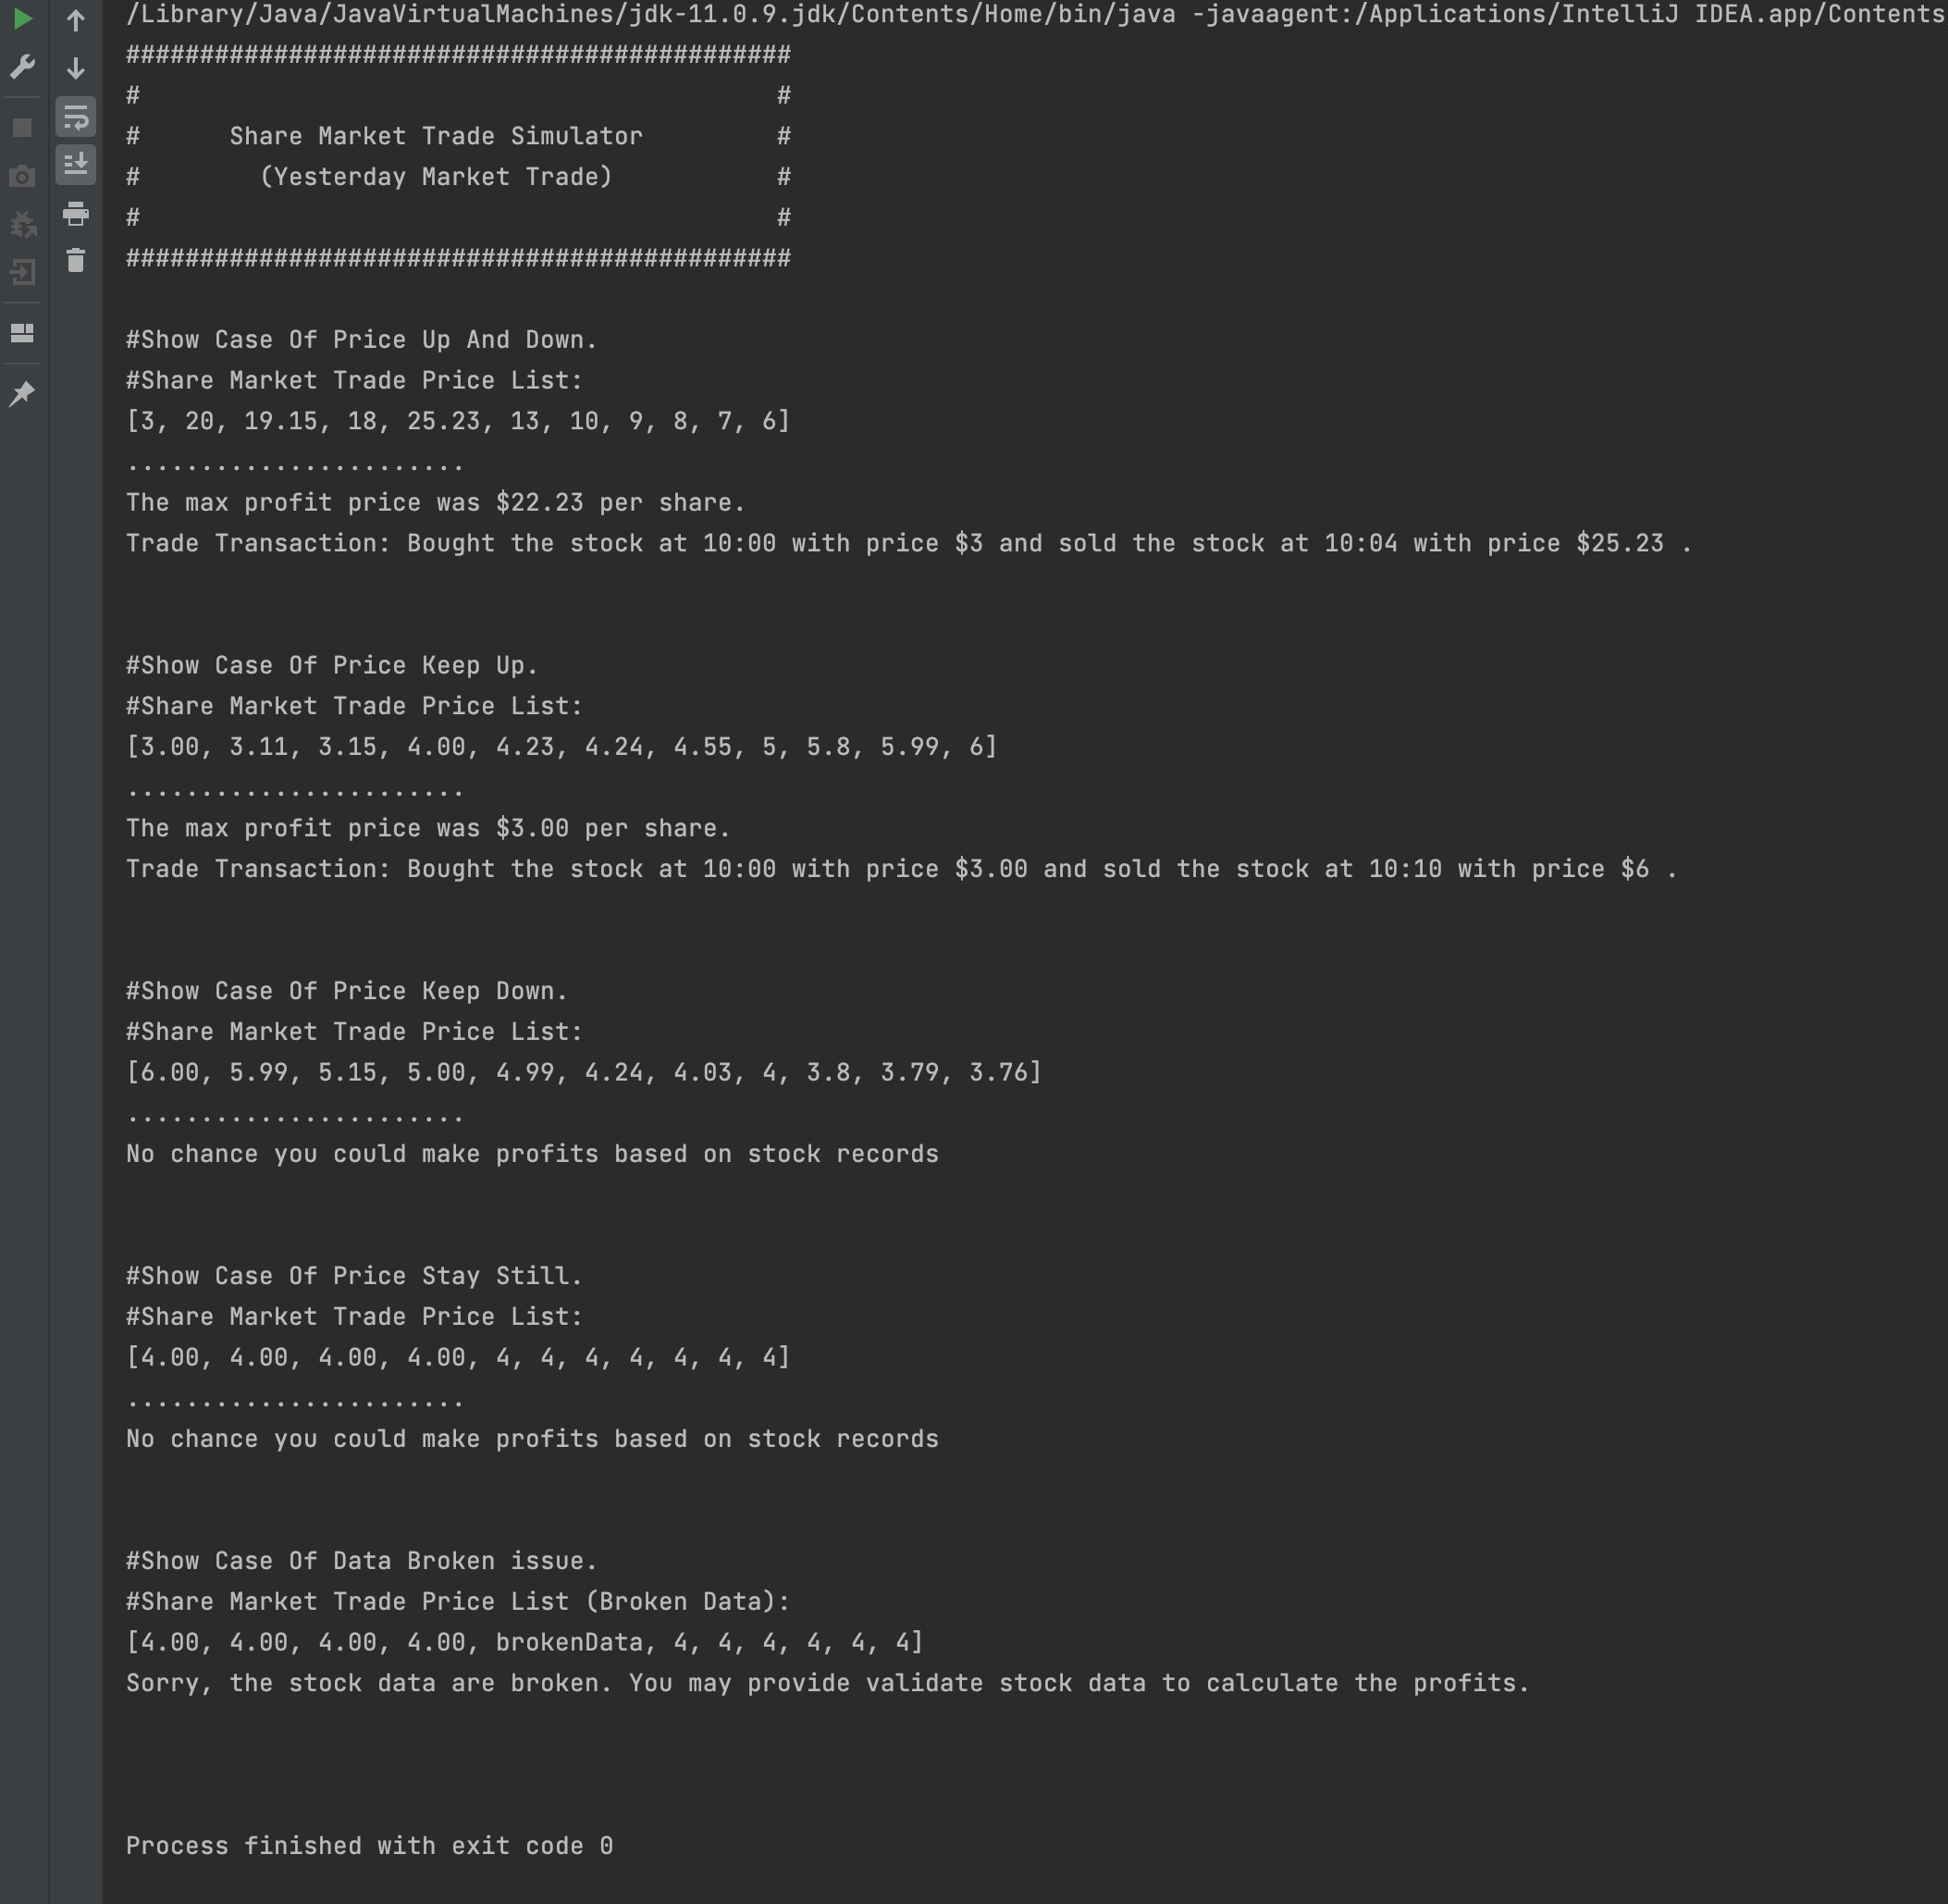 /Library/Java/JavaVirtualMachines/jdk-11.0.9.jdk/Contents/Home/bin/java -javaagent:/Applications/IntelliJ IDEA.app/Contents
#############################################
#                                           #
#      Share Market Trade Simulator         #
#        (Yesterday Market Trade)           #
#                                           #
#############################################
#Show Case Of Price Up And Down.
#Share Market Trade Price List:
[3, 20, 19.15, 18, 25.23, 13, 10, 9, 8, 7, 6]
.......................
The max profit price was $22.23 per share.
Trade Transaction: Bought the stock at 10:00 with price $3 and sold the stock at 10:04 with price $25.23 .
#Show Case Of Price Keep Up.
#Share Market Trade Price List:
[3.00, 3.11, 3.15, 4.00, 4.23, 4.24, 4.55, 5, 5.8, 5.99, 6]
.......................
The max profit price was $3.00 per share.
Trade Transaction: Bought the stock at 10:00 with price $3.00 and sold the stock at 10:10 with price $6 .
#Show Case Of Price Keep Down.
#Share Market Trade Price List:
[6.00, 5.99, 5.15, 5.00, 4.99, 4.24, 4.03, 4, 3.8, 3.79, 3.76]
.......................
No chance you could make profits based on stock records
#Show Case Of Price Stay Still.
#Share Market Trade Price List:
[4.00, 4.00, 4.00, 4.00, 4, 4, 4, 4, 4, 4, 4]
.......................
No chance you could make profits based on stock records
#Show Case Of Data Broken issue.
#Share Market Trade Price List (Broken Data):
[4.00, 4.00, 4.00, 4.00, brokenData, 4, 4, 4, 4, 4, 4]
Sorry, the stock data are broken. You may provide validate stock data to calculate the profits.
Process finished with exit code 0